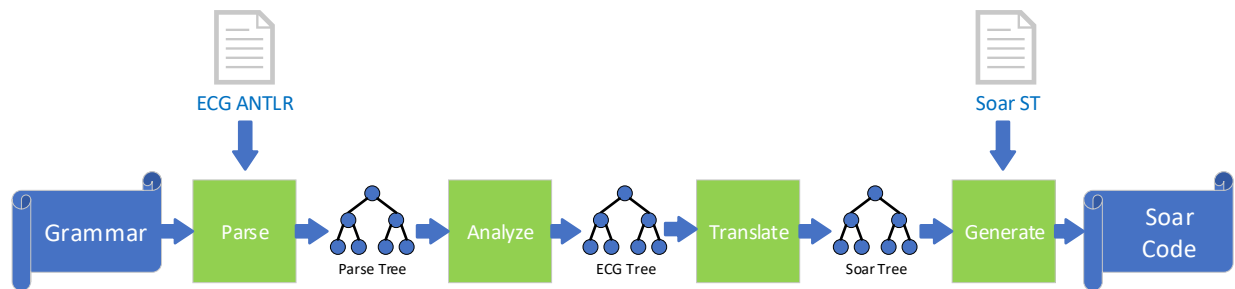 ECG ANTLR
Soar ST
Grammar
Parse
Parse Tree
Analyze
ECG Tree
Translate
Soar Tree
Generate
Soar
Code